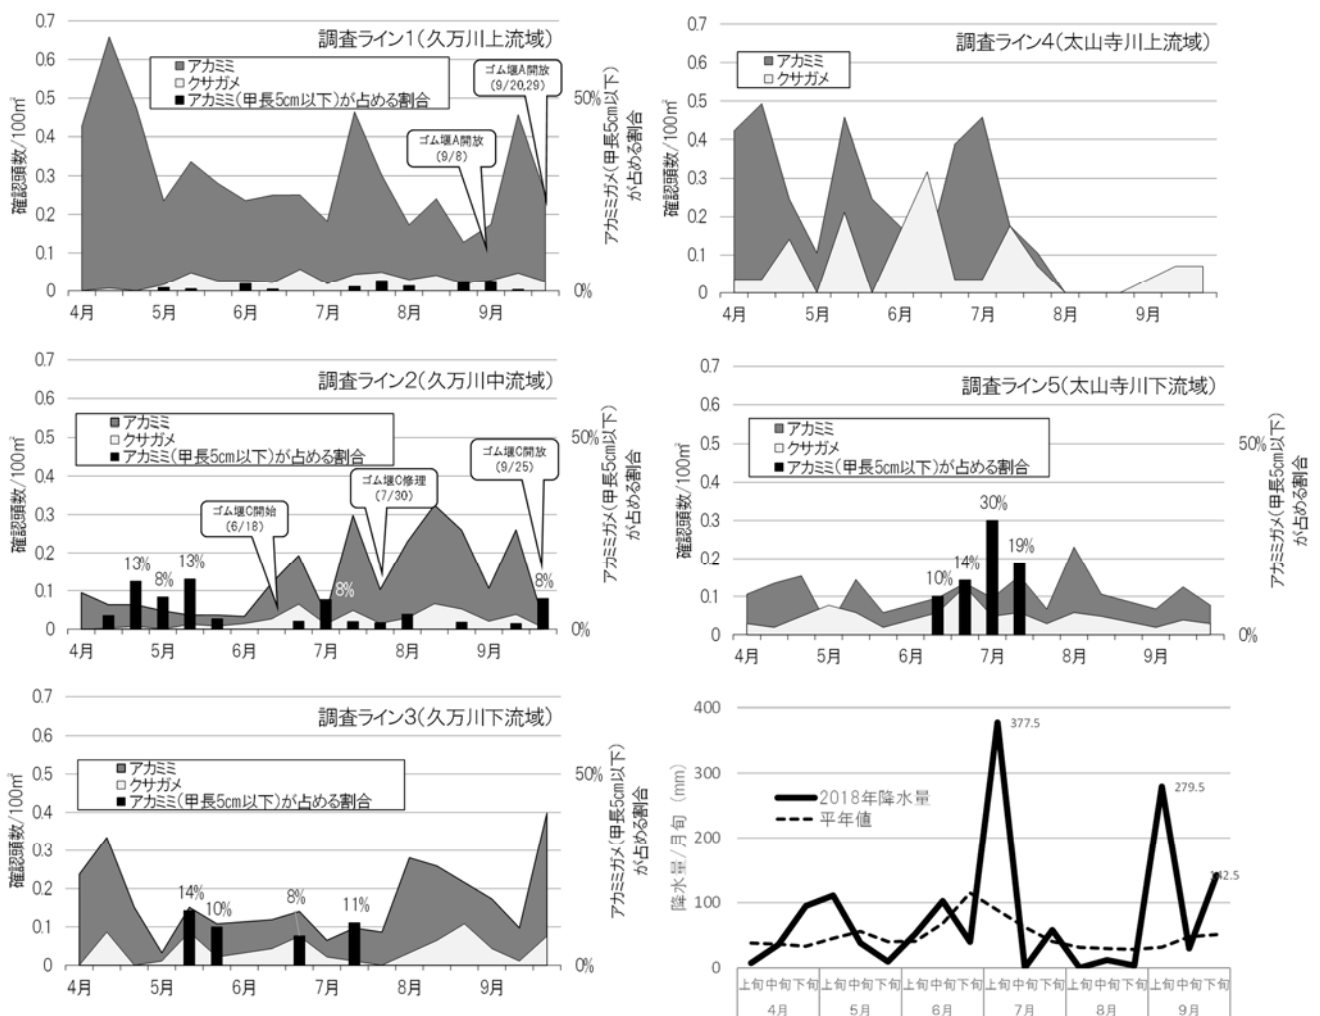 調査ライン1(久万川上流域)
確認頭数/100㎡
0.7
0.6
0.5
0.4
0.3
0.2
0.1
0
アカミミ
クサガメ
アカミミ(甲長5cm以下)が占める割合
ゴム堰A開放
(9/8)
ゴム堰A開放
(9/20,29)
50%
0%
アカミミガメ(甲長5cm以下)
が占める割合
4月 5月 6月 7月 8月 9月
調査ライン4(太山寺川上流域)
確認頭数/100㎡
0.7
0.6
0.5
0.4
0.3
0.2
0.1
0
アカミミ
クサガメ
4月 5月 6月 7月 8月 9月
調査ライン2(久万川中流域)
確認頭数/100㎡
0.7
0.6
0.5
0.4
0.3
0.2
0.1
0
アカミミ
クサガメ
アカミミ(甲長5cm以下)が占める割合
ゴム堰C開始
(6/18)
ゴム堰C修理
(7/30)
ゴム堰C開放
(9/25)
13% 8% 13% 8% 8%
50%
0%
アカミミガメ(甲長5cm以下)
が占める割合
4月 5月 6月 7月 8月 9月
調査ライン5(太山寺川下流域)
確認頭数/100㎡
0.7
0.6
0.5
0.4
0.3
0.2
0.1
0
アカミミ
クサガメ
アカミミ(甲長5cm以下)が占める割合
10% 14% 30% 19%
50%
0%
アカミミガメ(甲長5cm以下)
が占める割合
4月 5月 6月 7月 8月 9月
調査ライン3(久万川下流域)
確認頭数/100㎡
0.7
0.6
0.5
0.4
0.3
0.2
0.1
0
アカミミ
クサガメ
アカミミ(甲長5cm以下)が占める割合
14% 10% 8% 11%
50%
0%
アカミミガメ(甲長5cm以下)
が占める割合
4月 5月 6月 7月 8月 9月
降水量/月旬 (mm)
400
300
200
100
0
2018年降水量
平年値
377.5
279.5
142.5
上旬 中旬 下旬 上旬 中旬 下旬 上旬 中旬 下旬 上旬 中旬 下旬 上旬 中旬 下旬 上旬 中旬 下旬
4月 5月 6月 7月 8月 9月